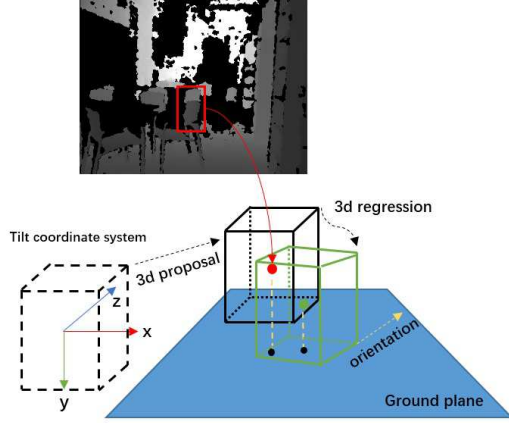 3d regression
Tilt coordinate system
3d proposal
z
x
y
orientation
Ground plane